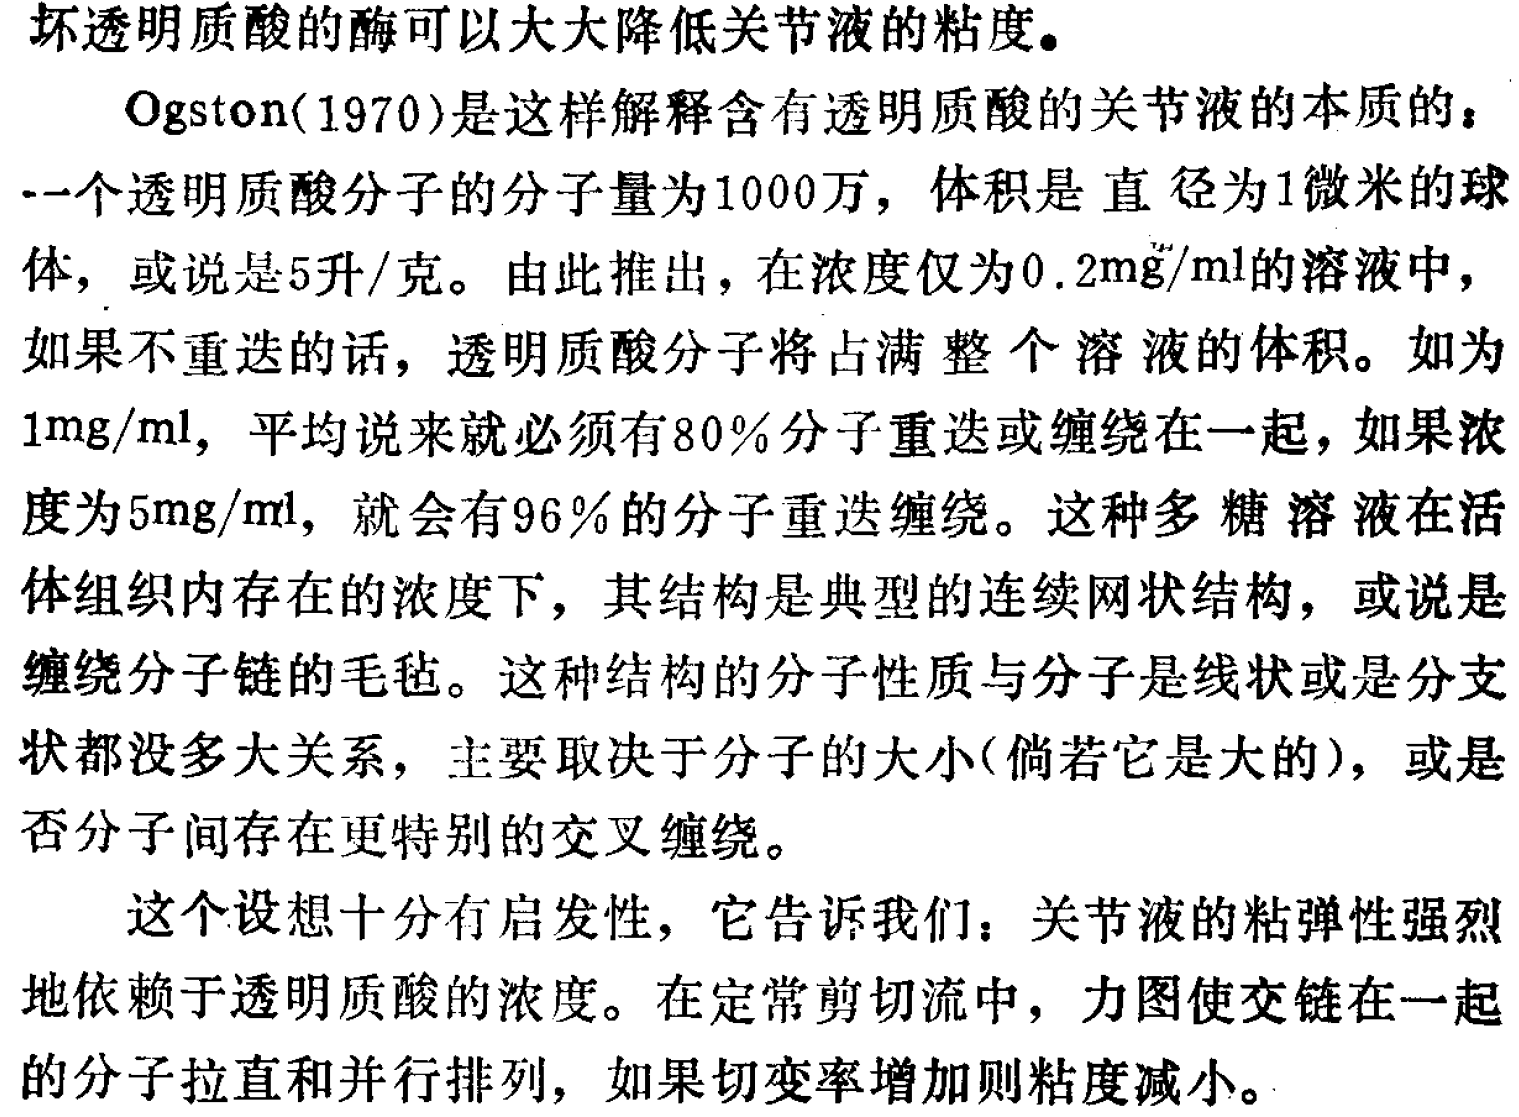 坏透明质酸的酶可以大大降低关节液的粘度。
Ogston(1970)是这样解释含有透明质酸的关节液的本质的：
一个透明质酸分子的分子量为1000万，体积是直径为1微米的球
体，或说是5升/克。由此推出，在浓度仅为0.2mg/ml的溶液中，
如果不重迭的话，透明质酸分子将占满整个溶液的体积。如为
1mg/ml，平均说来就必须有80%分子重迭或缠绕在一起，如果浓
度为5mg/ml，就会有96%的分子重迭缠绕。这种多糖溶液在活
体组织内存在的浓度下，其结构是典型的连续网状结构，或说是
缠绕分子链的毛毡。这种结构的分子性质与分子是线状或是分支
状都没多大关系，主要取决于分子的大小(倘若它是大的)，或是
否分子间存在更特别的交叉缠绕。
这个设想十分有启发性，它告诉我们：关节液的粘弹性强烈
地依赖于透明质酸的浓度。在定常剪切流中，力图使交链在一起
的分子拉直和并行排列，如果切变率增加则粘度减小。